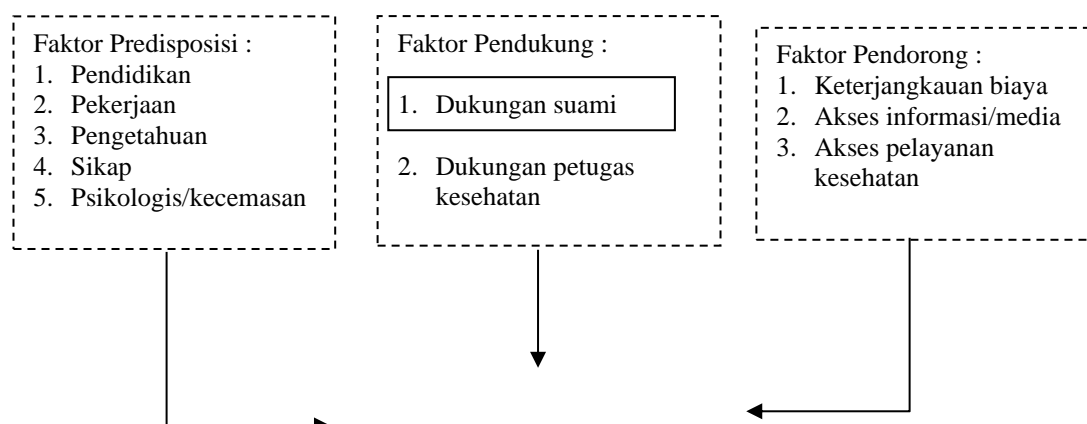 Faktor Predisposisi :
1. Pendidikan
2. Pekerjaan
3. Pengetahuan
4. Sikap
5. Psikologis/kecemasan
Faktor Pendukung :
1. Dukungan suami
2. Dukungan petugas
kesehatan
Faktor Pendorong :
1. Keterjangkauan biaya
2. Akses informasi/media
3. Akses pelayanan
kesehatan